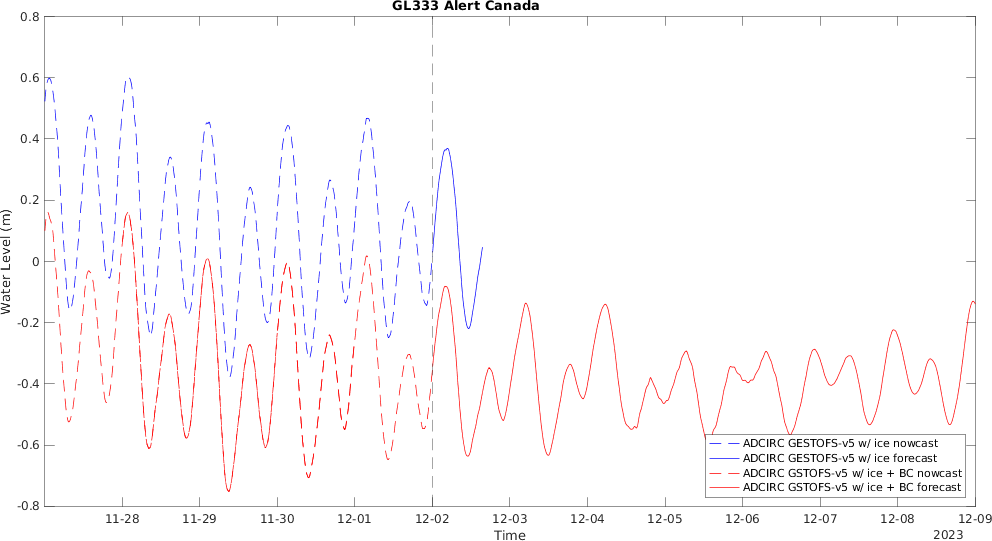 GL333 Alert Canada
0.8
0.6
0.4
0.2
0
-0.2
-0.4
-0.6
-0.8
Water Level (m)
ADCIRC GESTOFS-v5 w/ ice nowcast
ADCIRC GESTOFS-v5 w/ ice forecast
ADCIRC GSTOFS-v5 w/ ice + BC nowcast
ADCIRC GSTOFS-v5 w/ ice + BC forecast
11-28 11-29 11-30 12-01 12-02 12-03 12-04 12-05 12-06 12-07 12-08 12-09
Time
2023